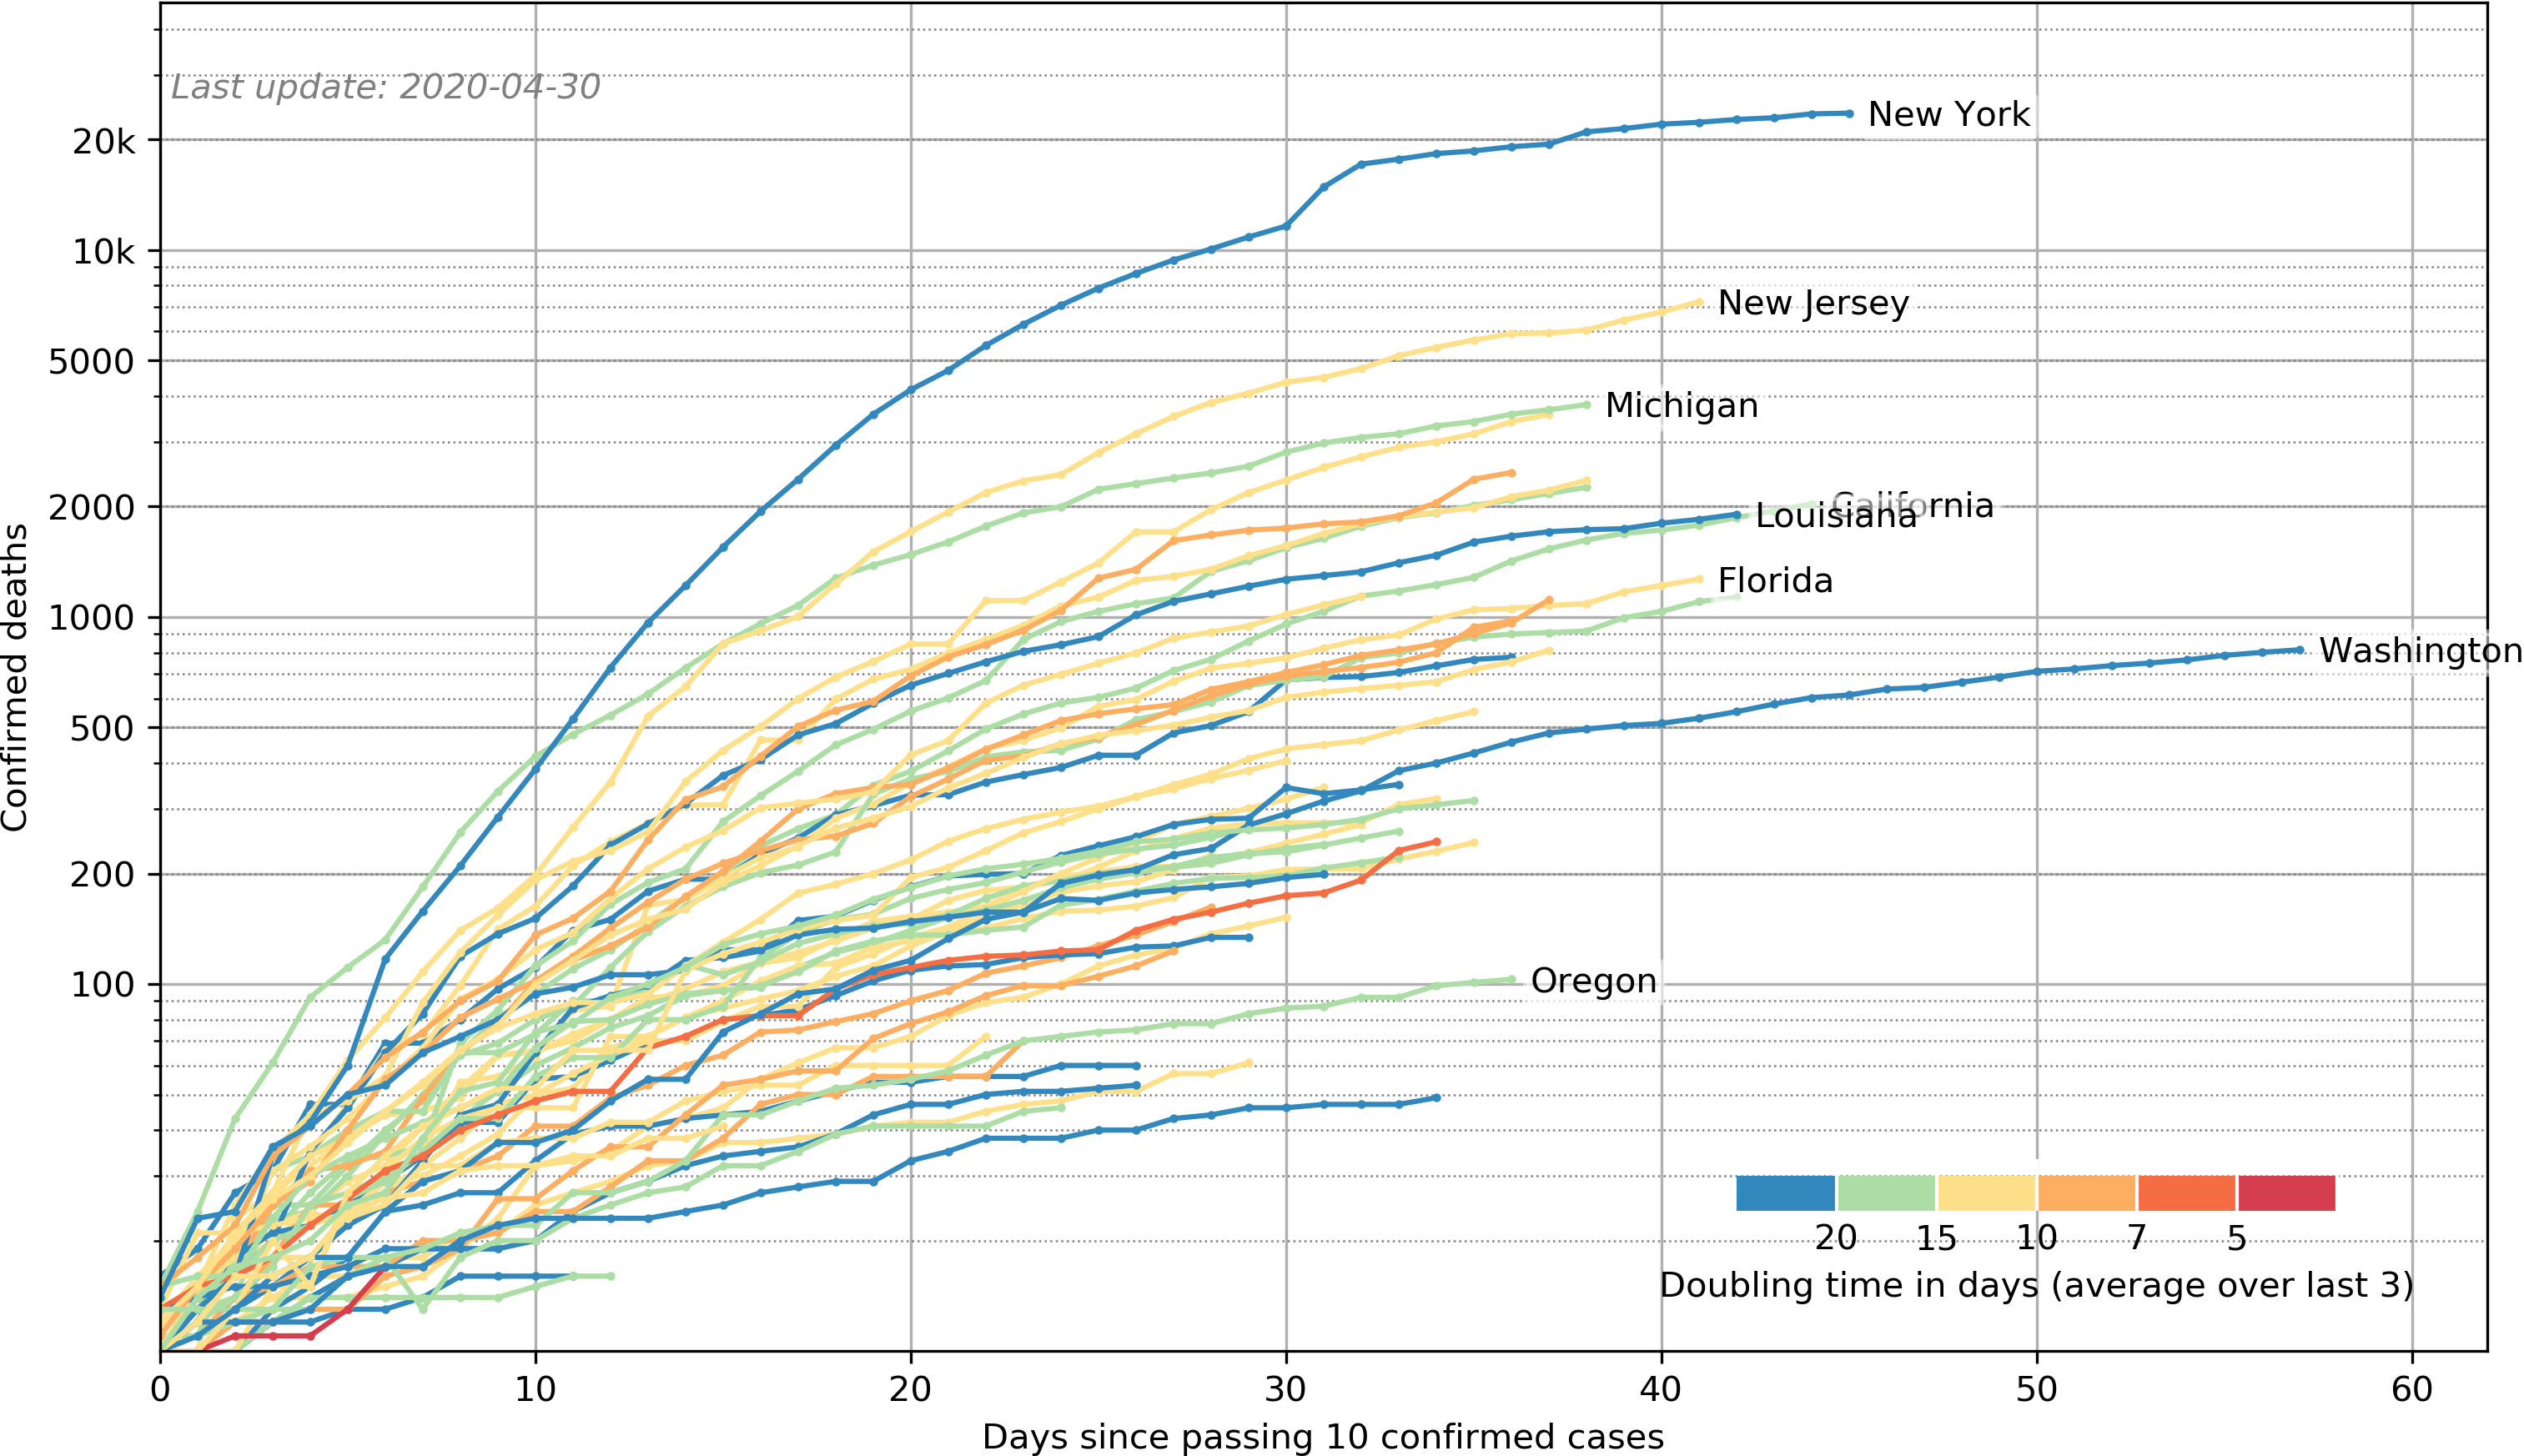 Last update: 2020-04-30
New York
20k
10k
New Jersey
5000
Michigan
2000
California
Louisiana
Florida
1000
Washington
500
200
100
Oregon
Confirmed deaths
20 15 10 7 5
Doubling time in days (average over last 3)
0 10 20 30 40 50 60
Days since passing 10 confirmed cases